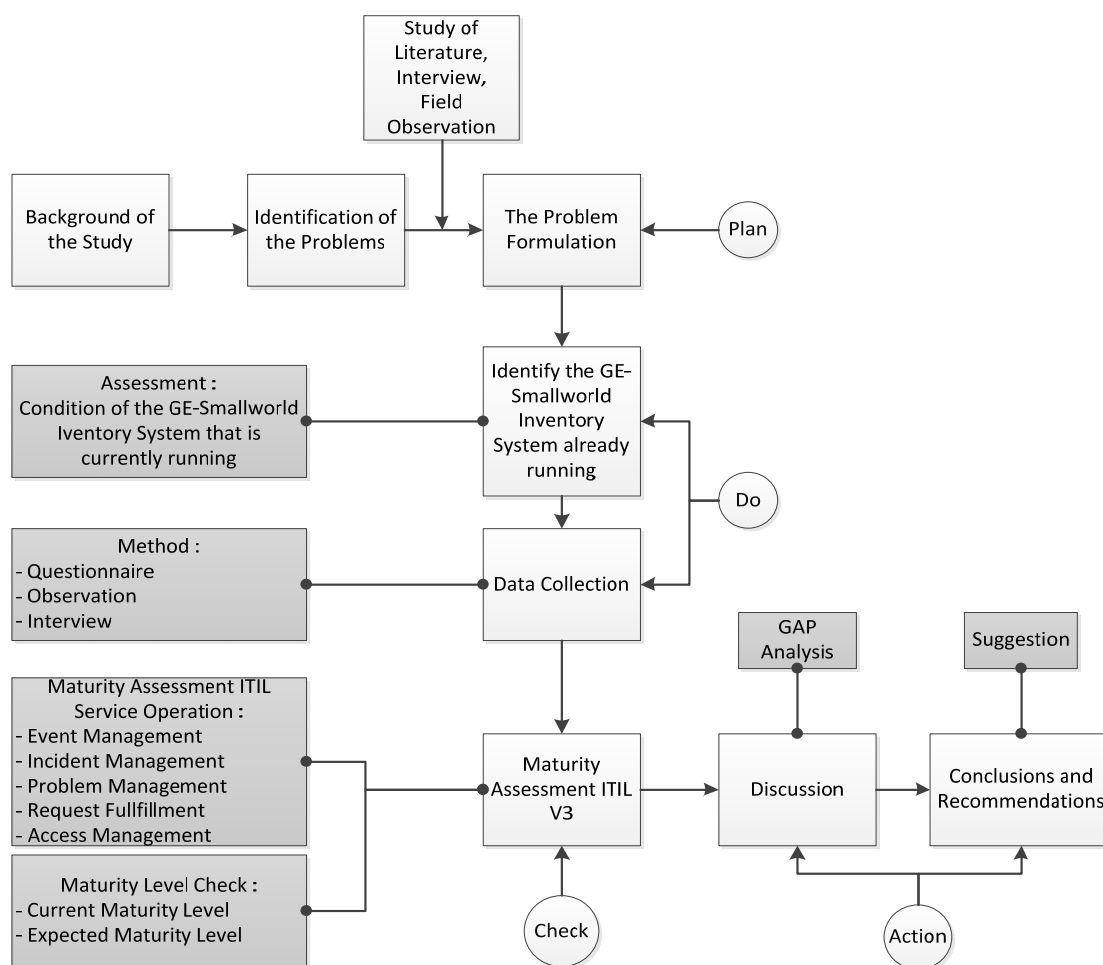 Study of
Literature,
Interview,
Field
Observation
Background of
the Study
Identification of
the Problems
The Problem
Formulation
Plan
Assessment :
Condition of the GE-Smallworld
Iventory System that is
currently running
Identify the GE-
Smallworld
Inventory
System already
running
Do
Method :
- Questionnaire
- Observation
- Interview
Data Collection
GAP
Analysis
Suggestion
Maturity Assessment ITIL
Service Operation :
- Event Management
- Incident Management
- Problem Management
- Request Fullfillment
- Access Management
Maturity
Assessment ITIL
V3
Discussion
Conclusions and
Recommendations
Maturity Level Check :
- Current Maturity Level
- Expected Maturity Level
Check
Action